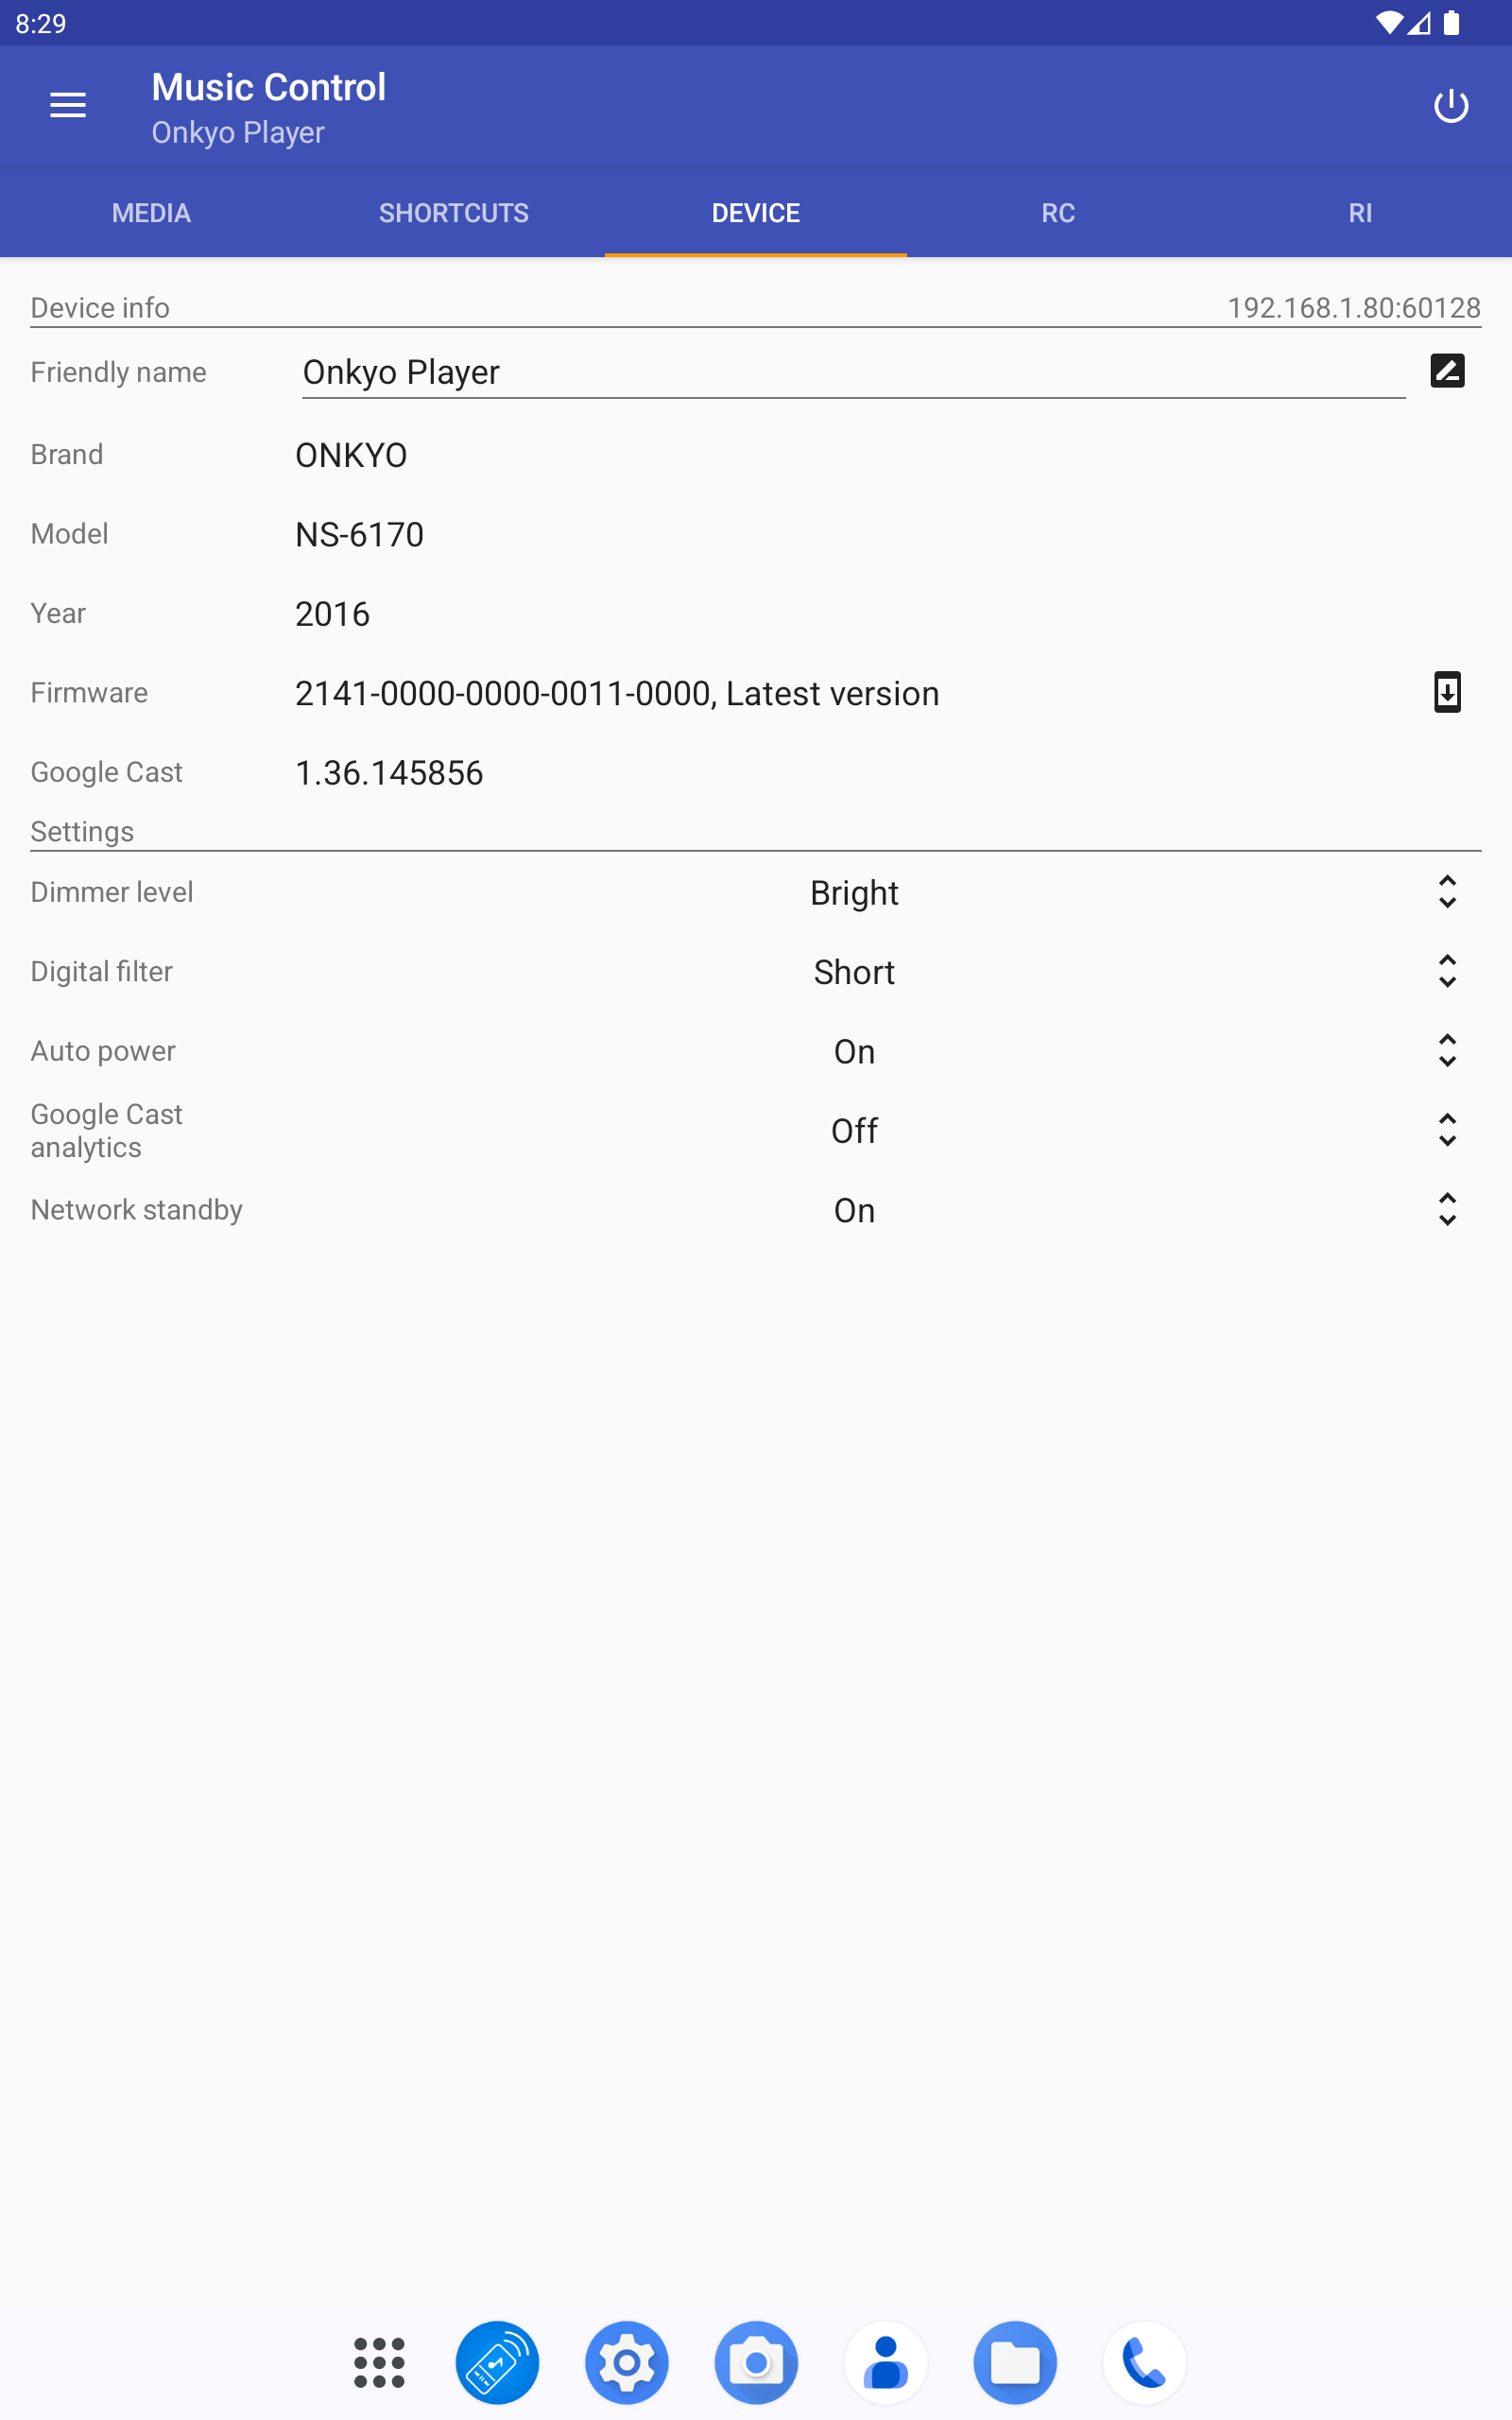 8:29
Music Control
Onkyo Player
MEDIA
SHORTCUTS
DEVICE
RC
RI
Device info
192.168.1.80:60128
Friendly name
Onkyo Player
Brand
ONKYO
Model
NS-6170
Year
2016
Firmware
2141-0000-0000-0011-0000, Latest version
Google Cast
1.36.145856
Settings
Dimmer level
Bright
Digital filter
Short
Auto power
On
Google Cast
analytics
Off
Network standby
On